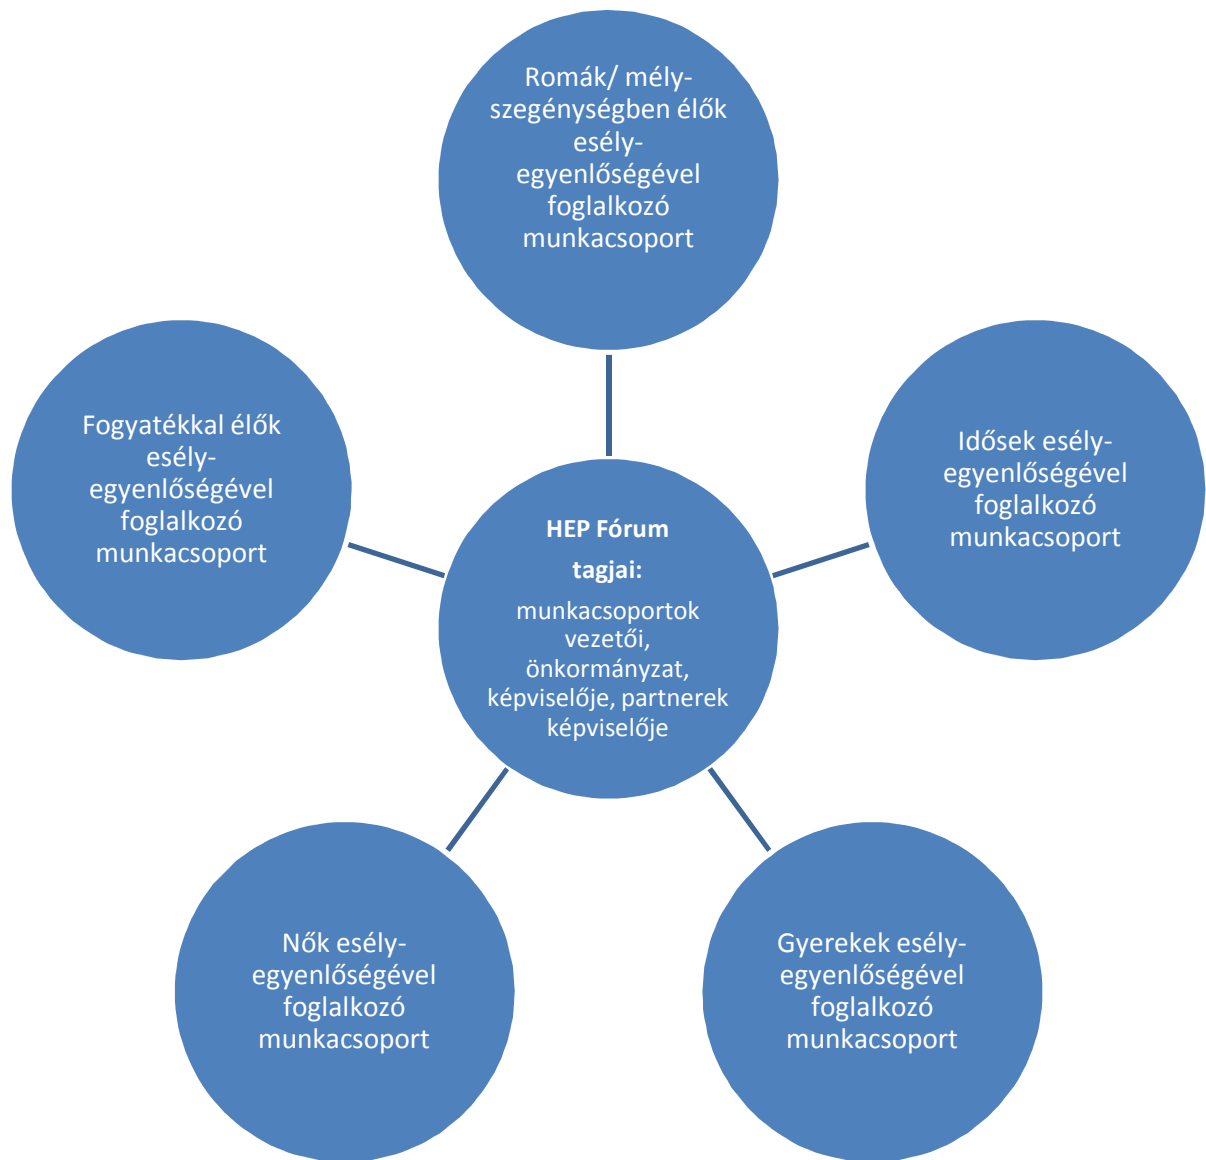 Romák/ mély-
szegénységben élők
esély-
egyenlőségével
foglalkozó
munkacsoport
Idősek esély-
egyenlőségével
foglalkozó
munkacsoport
Gyerekek esély-
egyenlőségével
foglalkozó
munkacsoport
Nők esély-
egyenlőségével
foglalkozó
munkacsoport
Fogyatékkal élők
esély-
egyenlőségével
foglalkozó
munkacsoport
HEP Fórum
tagjai:
munkacsoportok
vezetői,
önkormányzat,
képviselője, partnerek
képviselője